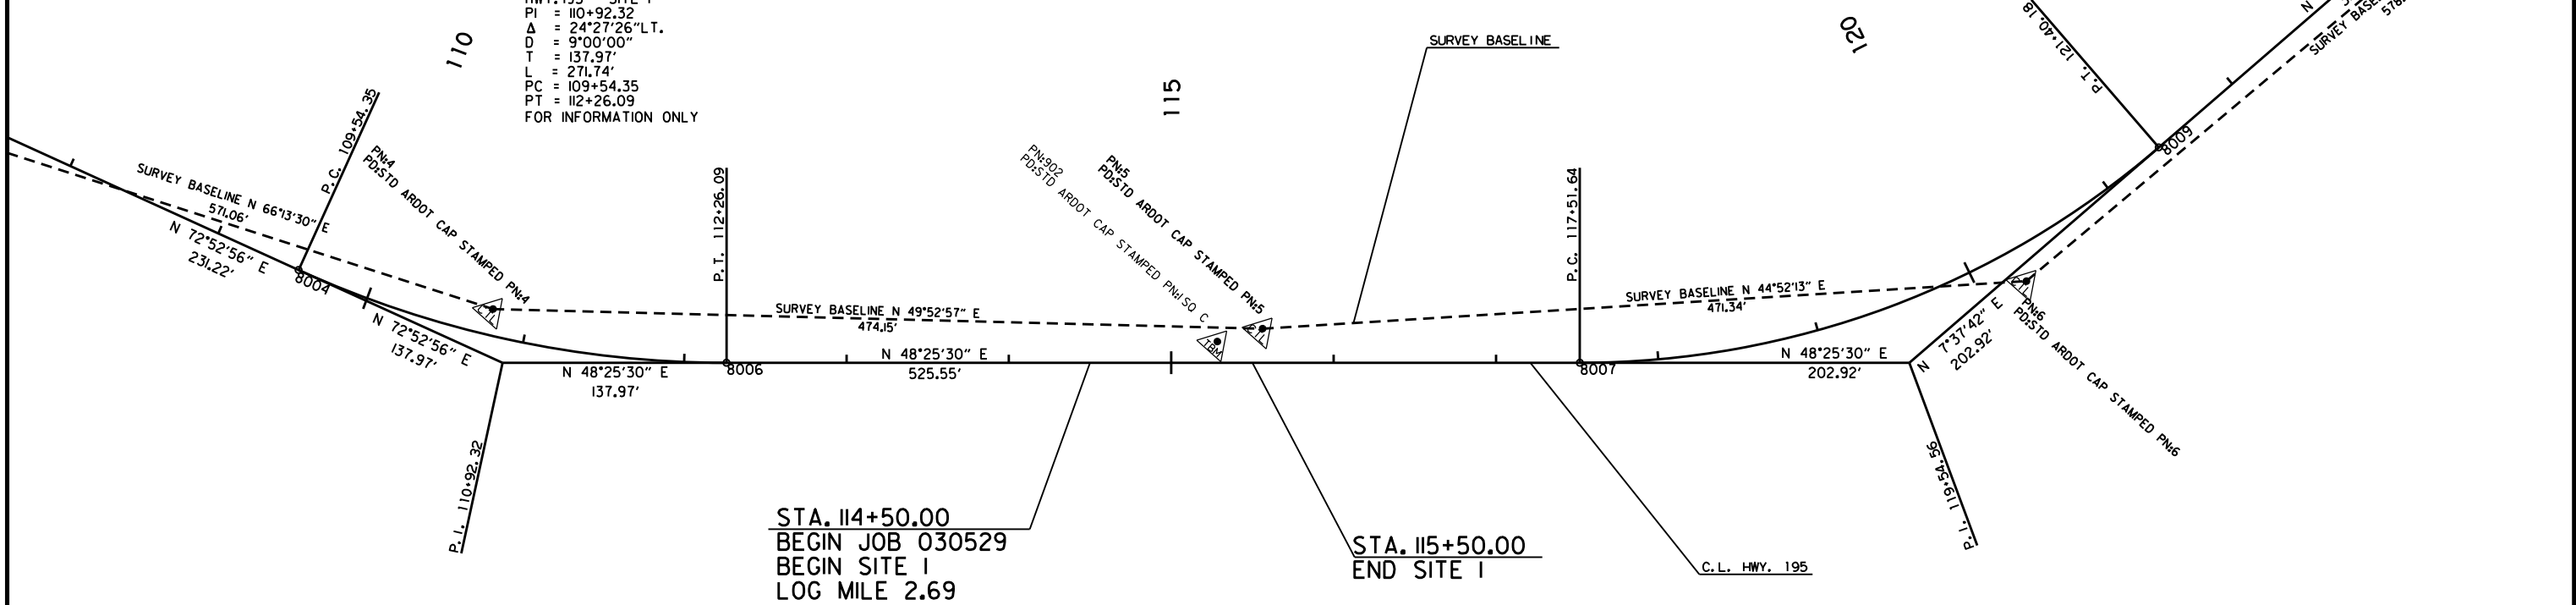 PI = 110+92.32
Δ = 24°27'26"LT.
D = 9°00'00"
T = 137.97'
L = 271.74'
PC = 109+54.35
PT = 112+26.09
FOR INFORMATION ONLY
110
115
120
SURVEY BASELINE
P.C. 109+54.35
PN:4
PD:STD ARDOT CAP STAMPED PN:4
SURVEY BASELINE N 66°13'30" E
571.06'
N 72°52'56" E
231.22'
8004
N 72°52'56" E
137.97'
CTL
P.T. 112+26.09
PN:902
PD:STD ARDOT CAP STAMPED PN:1 SQ C
PN:5
PD:STD ARDOT CAP STAMPED PN:5
SURVEY BASELINE N 49°52'57" E
474.15'
CTL
TBM
N 48°25'30" E
137.97'
8006
N 48°25'30" E
525.55'
P.C. 117+51.64
8007
SURVEY BASELINE N 44°52'13" E
471.34'
N 48°25'30" E
202.92'
N 7°37'42" E
202.92'
CTL
PN:6
PD:STD ARDOT CAP STAMPED PN:6
P.T. 121+40.18
8009
N
SURVEY
P.I. 110+92.32
P.I. 119+54.56
STA. 114+50.00
BEGIN JOB 030529
BEGIN SITE 1
LOG MILE 2.69
STA. 115+50.00
END SITE 1
C.L. HWY. 195